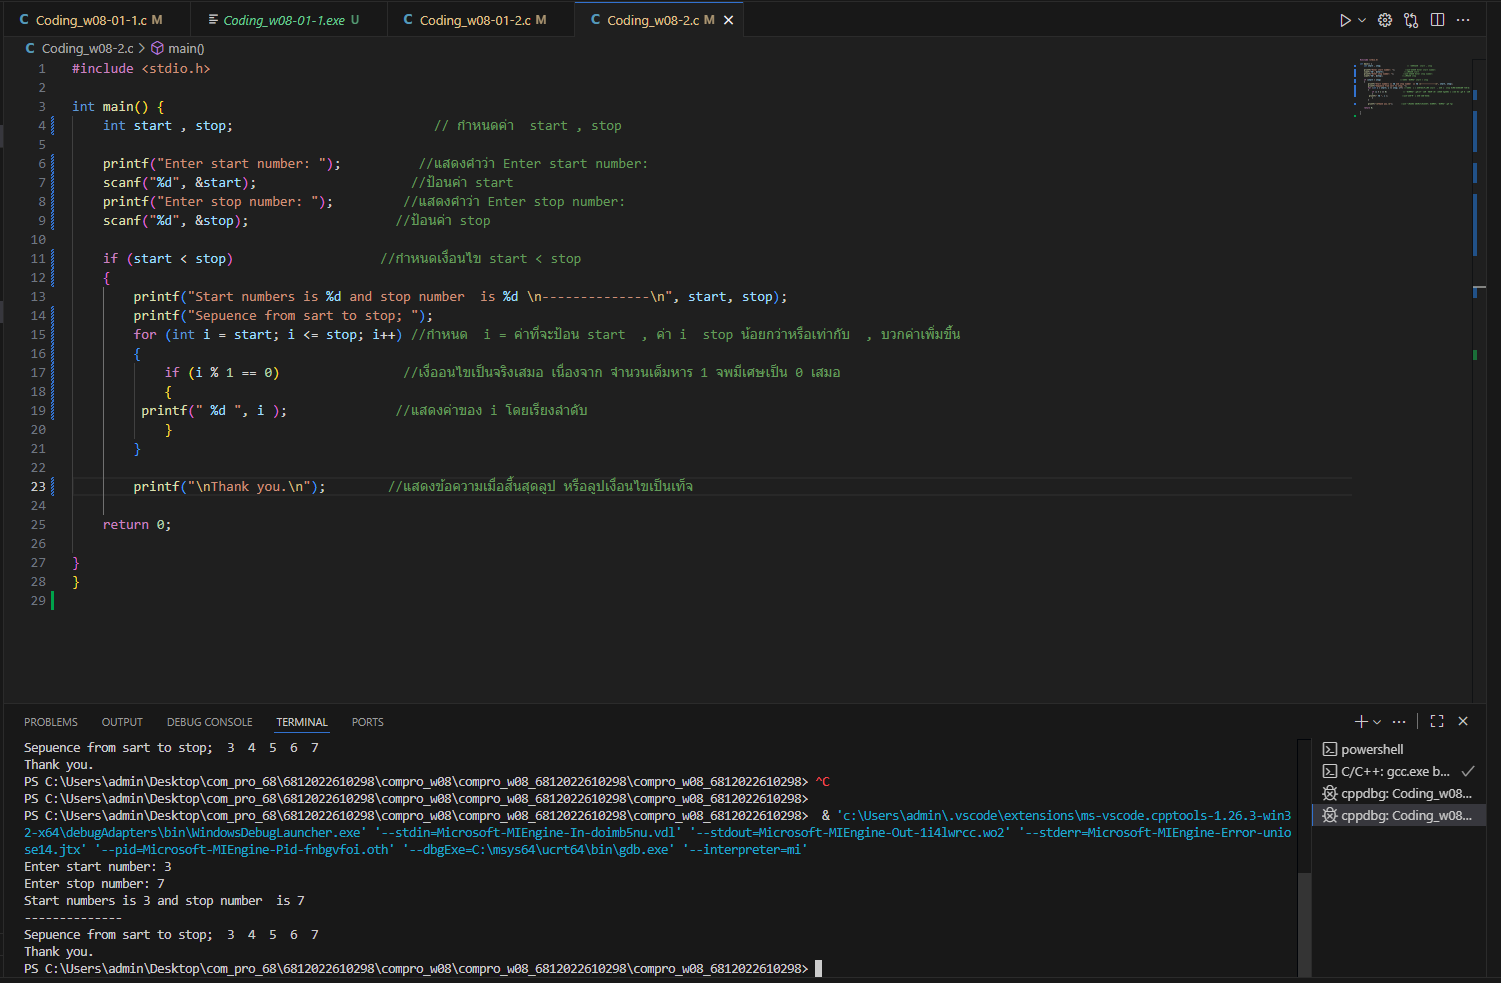 C Coding_w08-01-1.c M
Coding_w08-01-1.exe U
C Coding_w08-01-2.c M
C Coding_w08-2.c M
C Coding_w08-2.c > main()
1 #include <stdio.h>
2
3 int main() {
4 int start , stop; // กำหนดค่า start , stop
5
6 printf("Enter start number: "); //แสดงคำว่า Enter start number:
7 scanf("%d", &start); //ป้อนค่า start
8 printf("Enter stop number: "); //แสดงคำว่า Enter stop number:
9 scanf("%d", &stop); //ป้อนค่า stop
10
11 if (start < stop) //กำหนดเงื่อนไข start < stop
12 {
13 printf("Start numbers is %d and stop number  is %d \n--------------\n", start, stop);
14 printf("Sepuence from sart to stop; ");
15 for (int i = start; i <= stop; i++) //กำหนด  i = ค่าที่จะป้อน start  , ค่า i  stop น้อยกว่าหรือเท่ากับ  , บวกค่าเพิ่มขึ้น
16 {
17 if (i % 1 == 0) //เงื่ออนไขเป็นจริงเสมอ เนื่องจาก จำนวนเต็มหาร 1 จพมีเศษเป็น 0 เสมอ
18 {
19 printf(" %d ", i ); //แสดงค่าของ i โดยเรียงลำดับ
20 }
21 }
22
23 printf("\nThank you.\n"); //แสดงข้อความเมื่อสิ้นสุดลูป หรือลูปเงื่อนไขเป็นเท็จ
24
25 return 0;
26
27 }
28 }
29
PROBLEMS OUTPUT DEBUG CONSOLE TERMINAL PORTS
Sepuence from sart to stop;  3  4  5  6  7
Thank you.
PS C:\Users\admin\Desktop\com_pro_68\6812022610298\compro_w08\compro_w08_6812022610298\compro_w08_6812022610298> ^C
PS C:\Users\admin\Desktop\com_pro_68\6812022610298\compro_w08\compro_w08_6812022610298\compro_w08_6812022610298>
PS C:\Users\admin\Desktop\com_pro_68\6812022610298\compro_w08\compro_w08_6812022610298\compro_w08_6812022610298>  & 'c:\Users\admin\.vscode\extensions\ms-vscode.cpptools-1.26.3-win3
2-x64\debugAdapters\bin\WindowsDebugLauncher.exe' '--stdin=Microsoft-MIEngine-In-doimb5nu.vdl' '--stdout=Microsoft-MIEngine-Out-1i4lwrcc.wo2' '--stderr=Microsoft-MIEngine-Error-unio
se14.jtx' '--pid=Microsoft-MIEngine-Pid-fnbgvfoi.oth' '--dbgExe=C:\msys64\ucrt64\bin\gdb.exe' '--interpreter=mi'
Enter start number: 3
Enter stop number: 7
Start numbers is 3 and stop number  is 7
--------------
Sepuence from sart to stop;  3  4  5  6  7
Thank you.
PS C:\Users\admin\Desktop\com_pro_68\6812022610298\compro_w08\compro_w08_6812022610298\compro_w08_6812022610298>
powershell
C/C++: gcc.exe b...
cppdbg: Coding_w08...
cppdbg: Coding_w08...